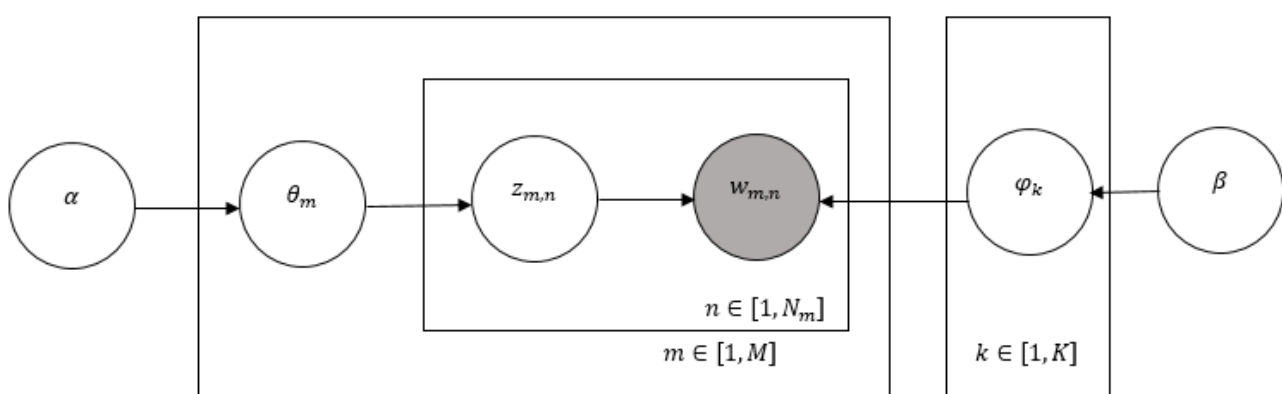 α
θ_m
z_{m,n}
w_{m,n}
φ_k
β
n ∈ [1, N_m]
m ∈ [1, M]
k ∈ [1, K]